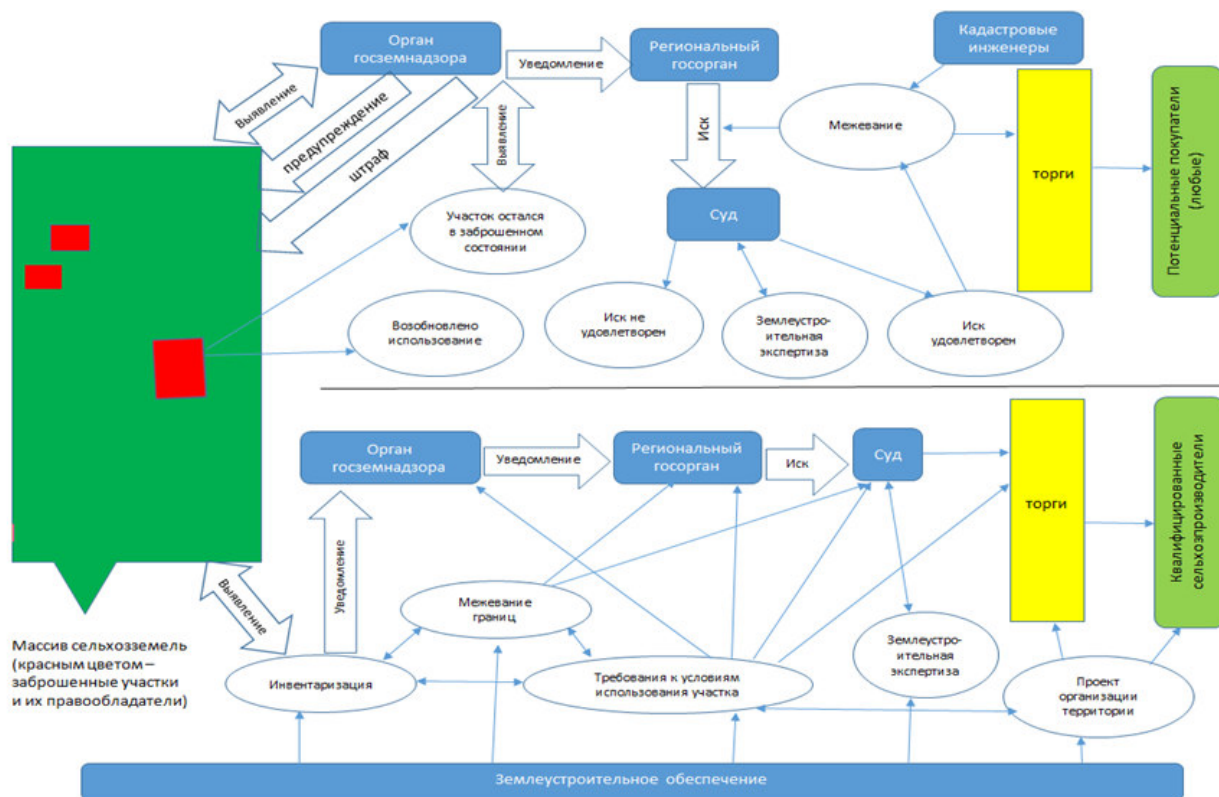 Орган
госземнадзора
Уведомление
Региональный
госорган
Кадастровые
инженеры
Выявление
предупреждение
штраф
Выявление
Иск
Межевание
торги
Потенциальные покупатели
(любые)
Участок остался
в заброшенном
состоянии
Суд
Возобновлено
использование
Иск не
удовлетворен
Землеустро-
ительная
экспертиза
Иск
удовлетворен
Орган
госземнадзора
Уведомление
Региональный
госорган
Иск
Суд
торги
Квалифицированные
сельхозпроизводители
Уведомление
Выявление
Межевание
границ
Массив сельхозземель
(красным цветом –
заброшенные участки
и их правообладатели)
Инвентаризация
Требования к условиям
использования участка
Землеустро-
ительная
экспертиза
Проект
организации
территории
Землеустроительное обеспечение